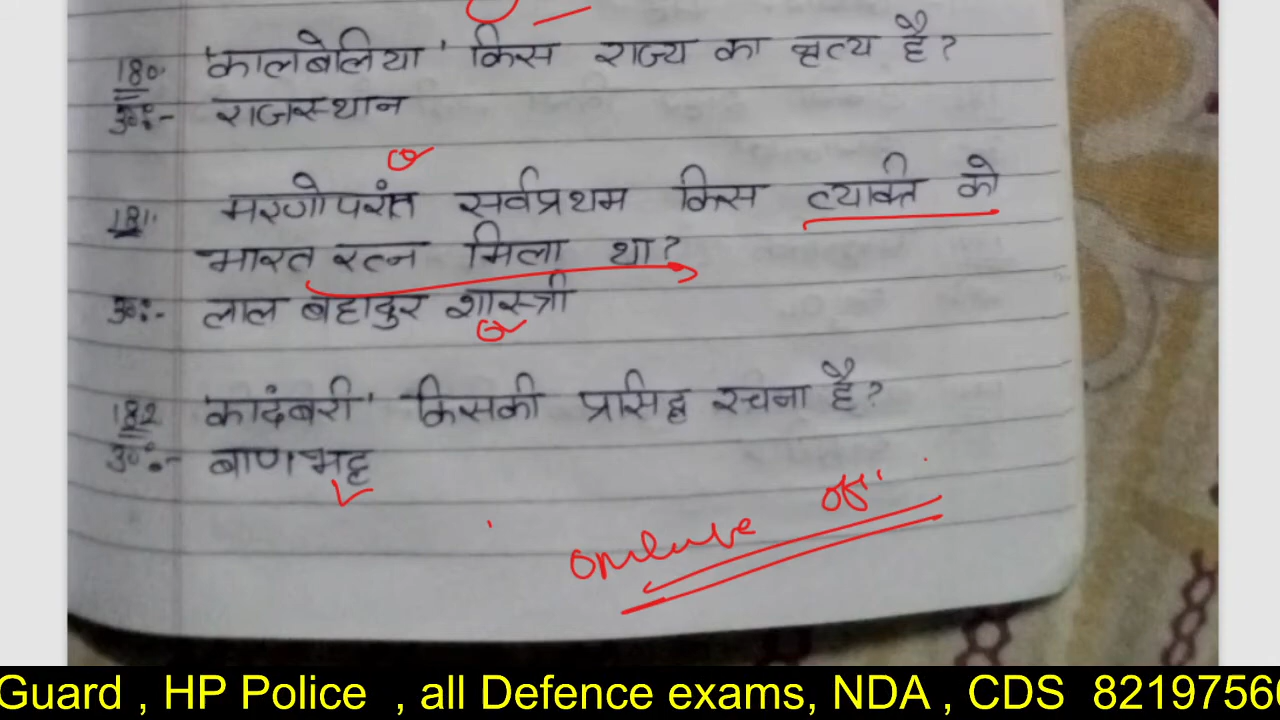 180. 'कालबेलिया' किस राज्य का नृत्य है?
उ०:- राजस्थान
181. मरणोपरांत सर्वप्रथम किस व्यक्ति को
भारत रत्न मिला था?
उ०:- लाल बहादुर शास्त्री
182 'कादंबरी' किसकी प्रसिद्ध रचना है?
उ०:- बाणभट्ट
Guard , HP Police , all Defence exams, NDA , CDS 8219756